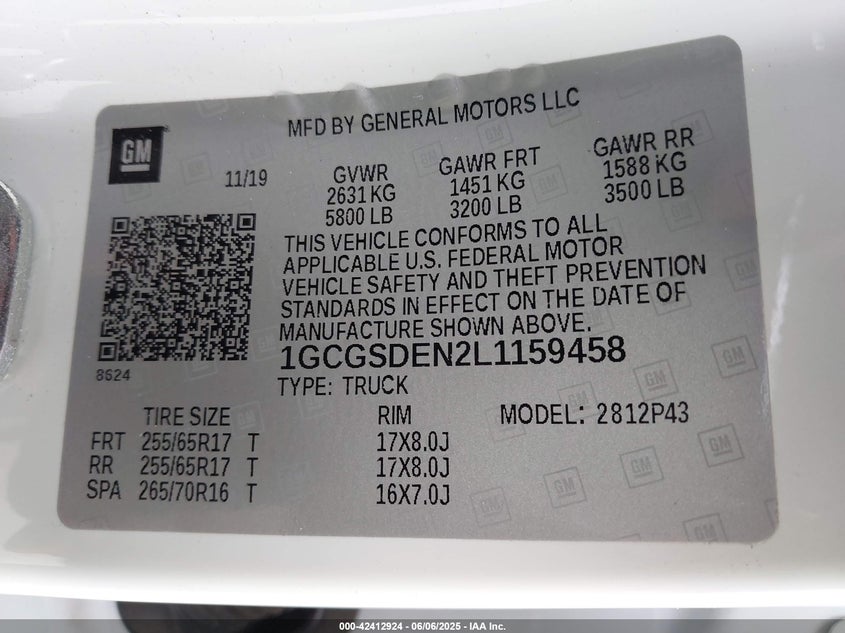 MFD BY GENERAL MOTORS LLC
GM
11/19
GVWR
2631 KG
5800 LB
GAWR FRT
1451 KG
3200 LB
GAWR RR
1588 KG
3500 LB
THIS VEHICLE CONFORMS TO ALL
APPLICABLE U.S. FEDERAL MOTOR
VEHICLE SAFETY AND THEFT PREVENTION
STANDARDS IN EFFECT ON THE DATE OF
MANUFACTURE SHOWN ABOVE.
8624
1GCGSDEN2L1159458
TYPE: TRUCK
TIRE SIZE RIM MODEL: 2812P43
FRT 255/65R17 T 17X8.0J
RR 255/65R17 T 17X8.0J
SPA 265/70R16 T 16X7.0J
000-42412924 - 06/06/2025 - IAA Inc.